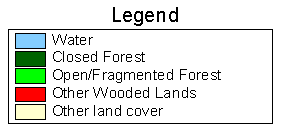 Legend
Water
Closed Forest
Open/Fragmented Forest
Other Wooded Lands
Other land cover